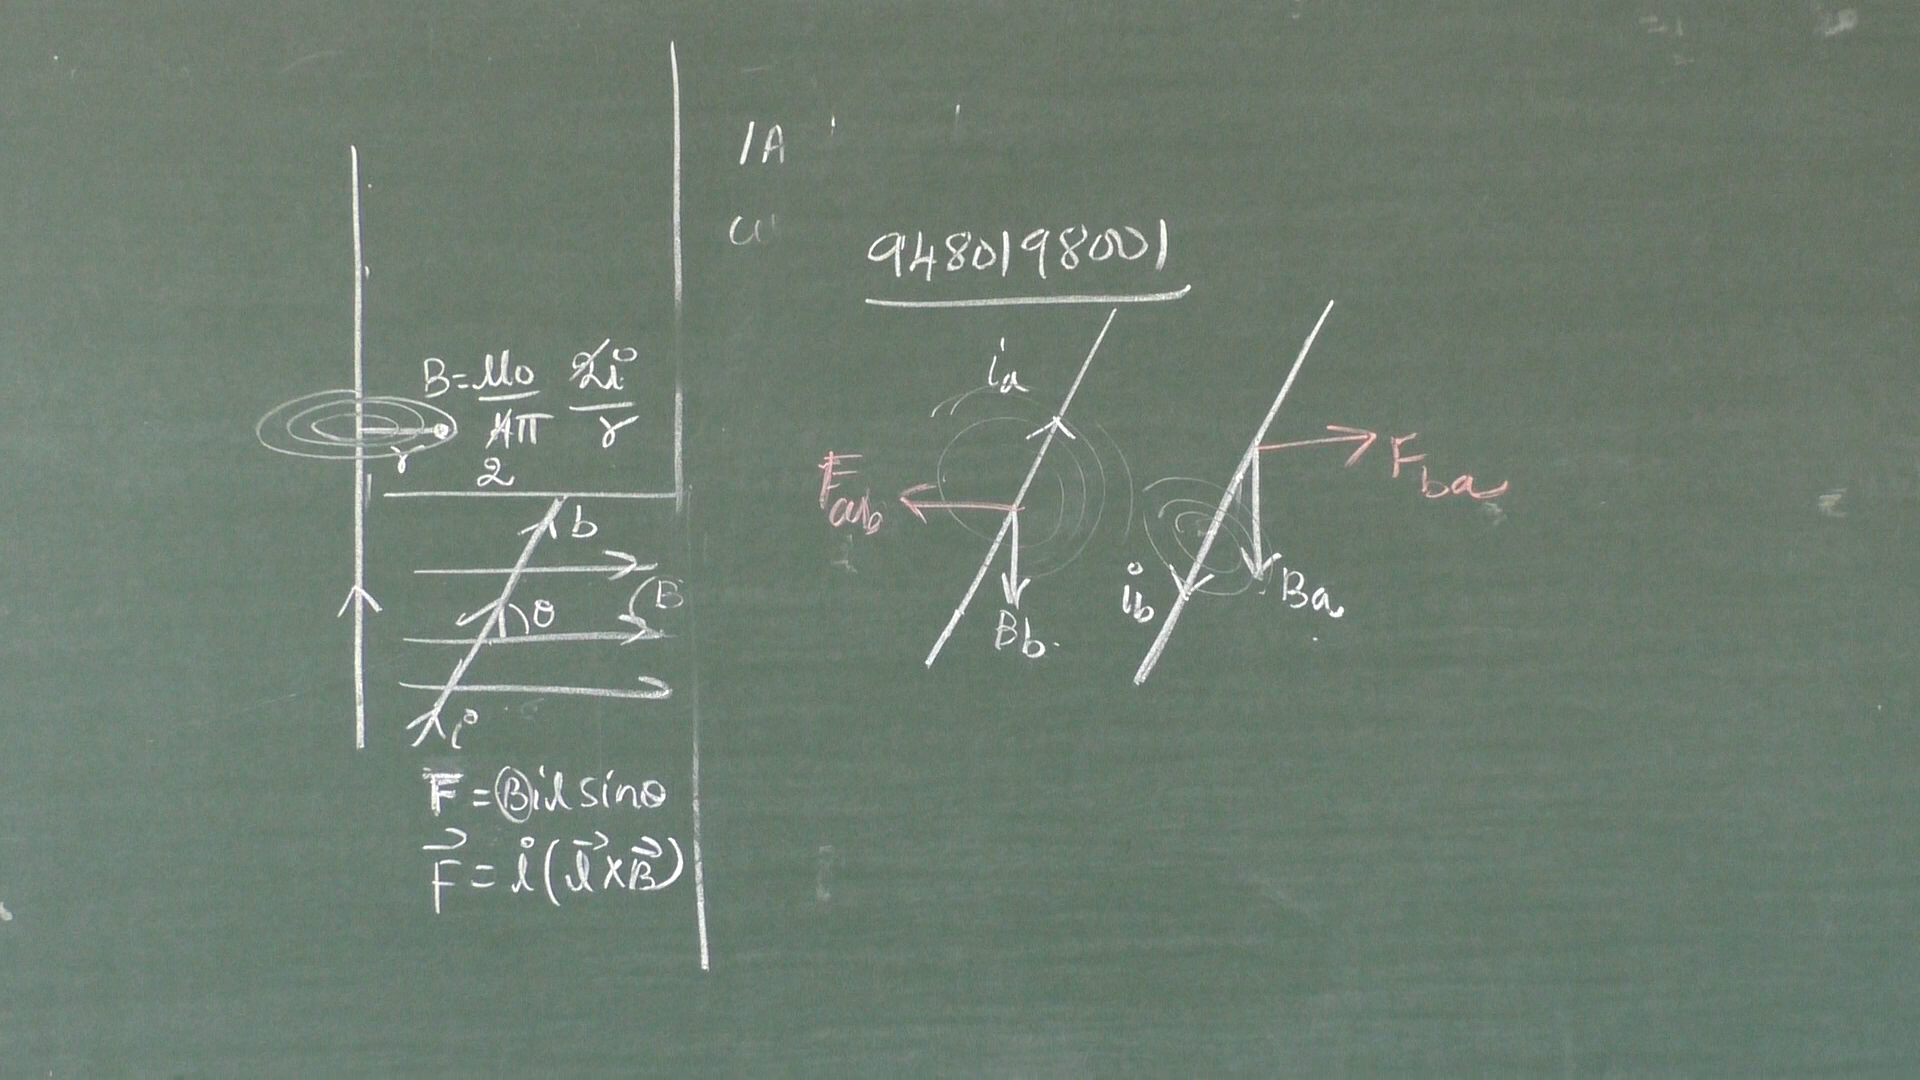 1A
9480198001
B = μ₀/4π 2i/r
2
r
b
B
θ
i
F = Bil sinθ
F⃗ = i(l⃗ × B⃗)
ia
Fab
Bb
ib
Fba
Ba